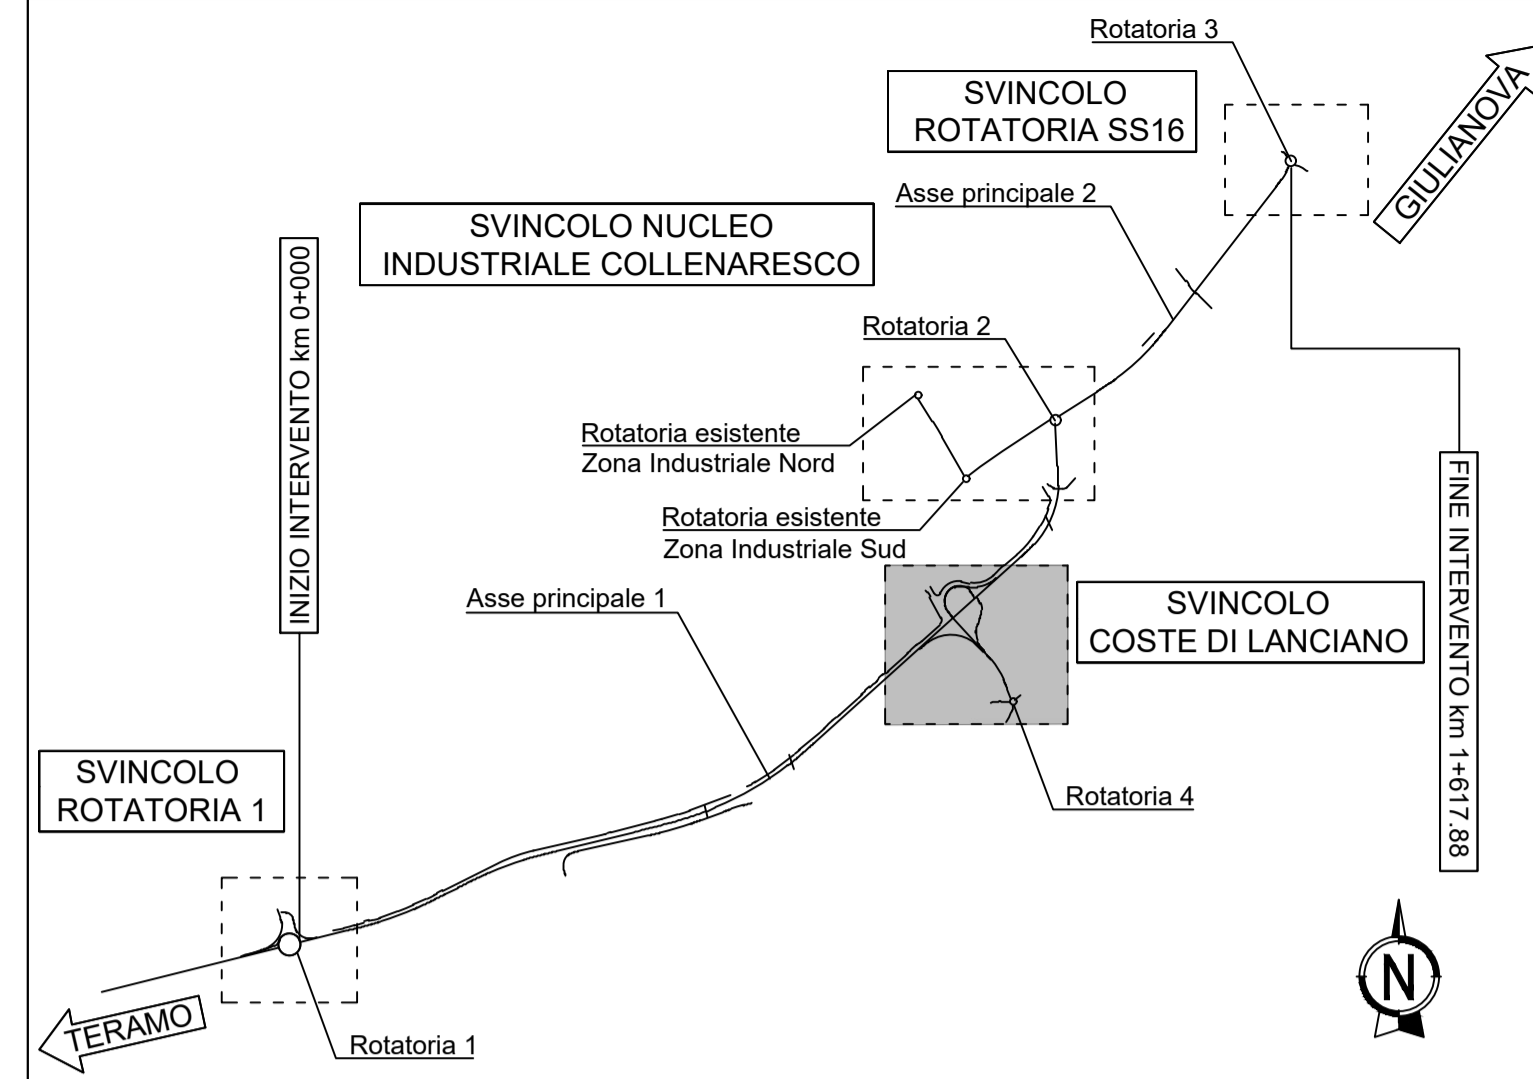 Rotatoria 3
SVINCOLO
ROTATORIA SS16
GIULIANOVA
Asse principale 2
SVINCOLO NUCLEO
INDUSTRIALE COLLENARESCO
INIZIO INTERVENTO km 0+000
Rotatoria 2
Rotatoria esistente
Zona Industriale Nord
Rotatoria esistente
Zona Industriale Sud
FINE INTERVENTO km 1+617.88
Asse principale 1
SVINCOLO
COSTE DI LANCIANO
SVINCOLO
ROTATORIA 1
Rotatoria 4
N
TERAMO
Rotatoria 1